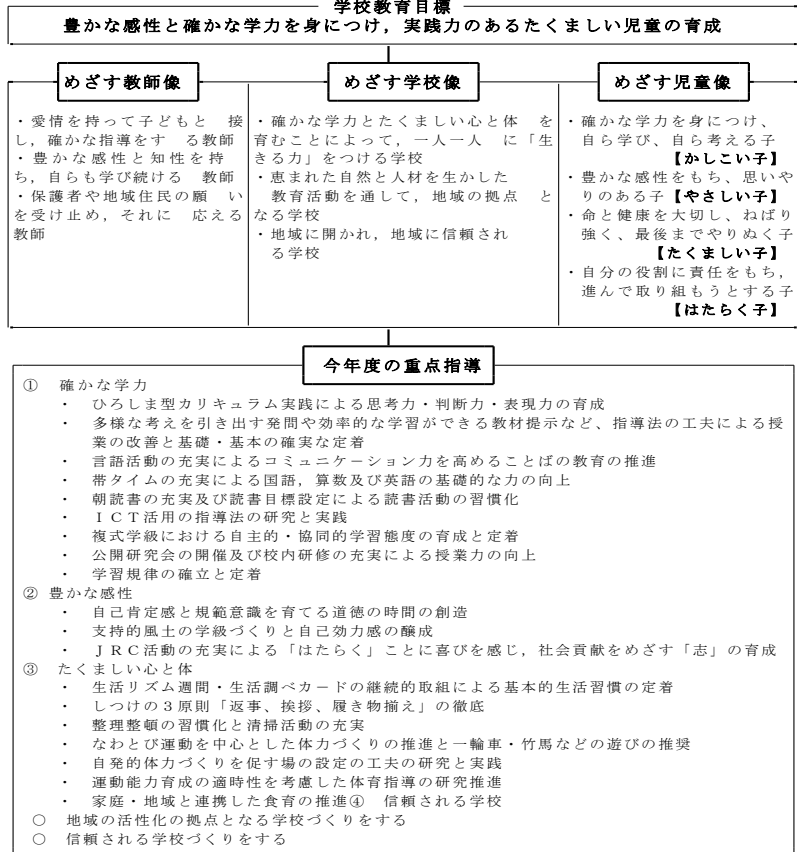 学校教育目標
豊かな感性と確かな学力を身につけ，実践力のあるたくましい児童の育成
めざす教師像
・愛情を持って子どもと　接
し，確かな指導をす　る教師
・豊かな感性と知性を持
ち，自らも学び続ける　教師
・保護者や地域住民の願　い
を受け止め，それに　応える
教師
めざす学校像
・確かな学力とたくましい心と体　を
育むことによって，一人一人　に「生
きる力」をつける学校
・恵まれた自然と人材を生かした
教育活動を通して，地域の拠点　と
なる学校
・地域に開かれ，地域に信頼され
る学校
めざす児童像
・確かな学力を身につけ、
自ら学び、自ら考える子
【かしこい子】
・豊かな感性をもち、思いや
りのある子【やさしい子】
・命と健康を大切し、ねばり
強く、最後までやりぬく子
【たくましい子】
・自分の役割に責任をもち，
進んで取り組もうとする子
【はたらく子】
今年度の重点指導
①　確かな学力
・　ひろしま型カリキュラム実践による思考力・判断力・表現力の育成
・　多様な考えを引き出す発問や効率的な学習ができる教材提示など、指導法の工夫による授
業の改善と基礎・基本の確実な定着
・　言語活動の充実によるコミュニケーション力を高めることばの教育の推進
・　帯タイムの充実による国語，算数及び英語の基礎的な力の向上
・　朝読書の充実及び読書目標設定による読書活動の習慣化
・　ＩＣＴ活用の指導法の研究と実践
・　複式学級における自主的・協同的学習態度の育成と定着
・　公開研究会の開催及び校内研修の充実による授業力の向上
・　学習規律の確立と定着
②　豊かな感性
・　自己肯定感と規範意識を育てる道徳の時間の創造
・　支持的風土の学級づくりと自己効力感の醸成
・　ＪＲＣ活動の充実による「はたらく」ことに喜びを感じ，社会貢献をめざす「志」の育成
③　たくましい心と体
・　生活リズム週間・生活調べカードの継続的取組による基本的生活習慣の定着
・　しつけの３原則「返事、挨拶、履き物揃え」の徹底
・　整理整頓の習慣化と清掃活動の充実
・　なわとび運動を中心とした体力づくりの推進と一輪車・竹馬などの遊びの推奨
・　自発的体力づくりを促す場の設定の工夫の研究と実践
・　運動能力育成の適時性を考慮した体育指導の研究推進
・　家庭・地域と連携した食育の推進④　信頼される学校
○　地域の活性化の拠点となる学校づくりをする
○　信頼される学校づくりをする